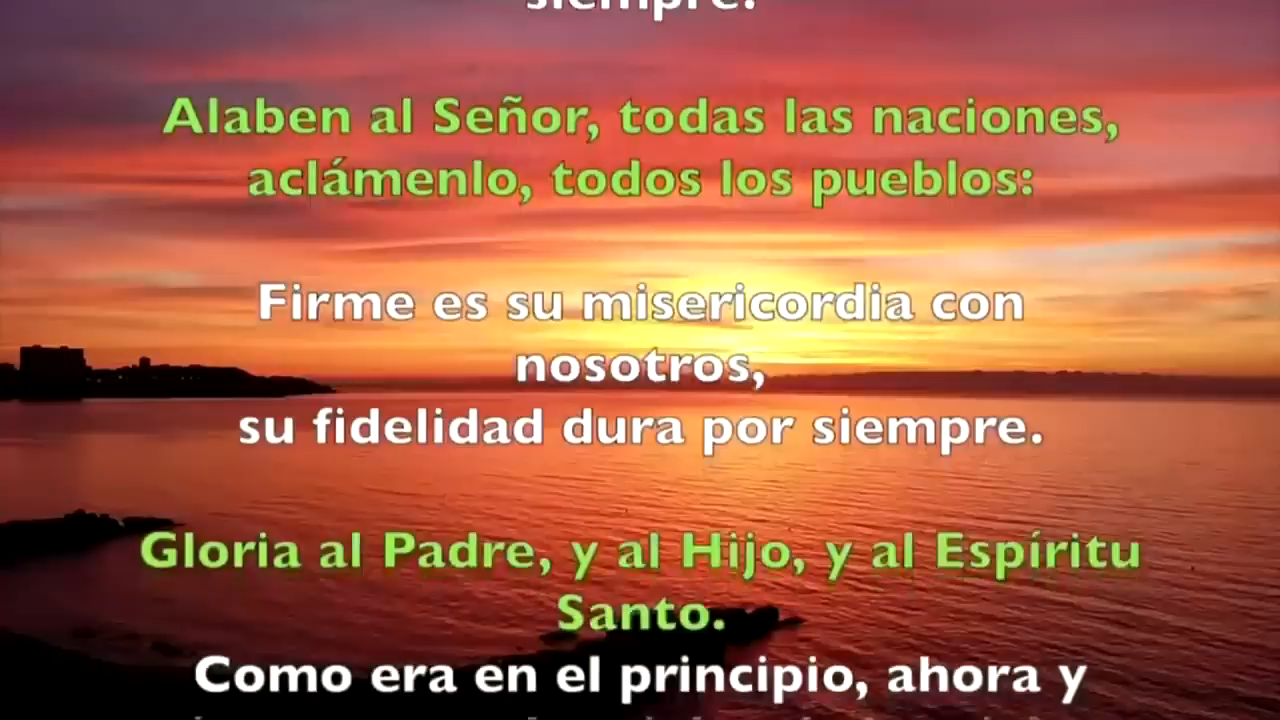 siempre.
Alaben al Señor, todas las naciones,
aclámenlo, todos los pueblos:
Firme es su misericordia con
nosotros,
su fidelidad dura por siempre.
Gloria al Padre, y al Hijo, y al Espíritu
Santo.
Como era en el principio, ahora y